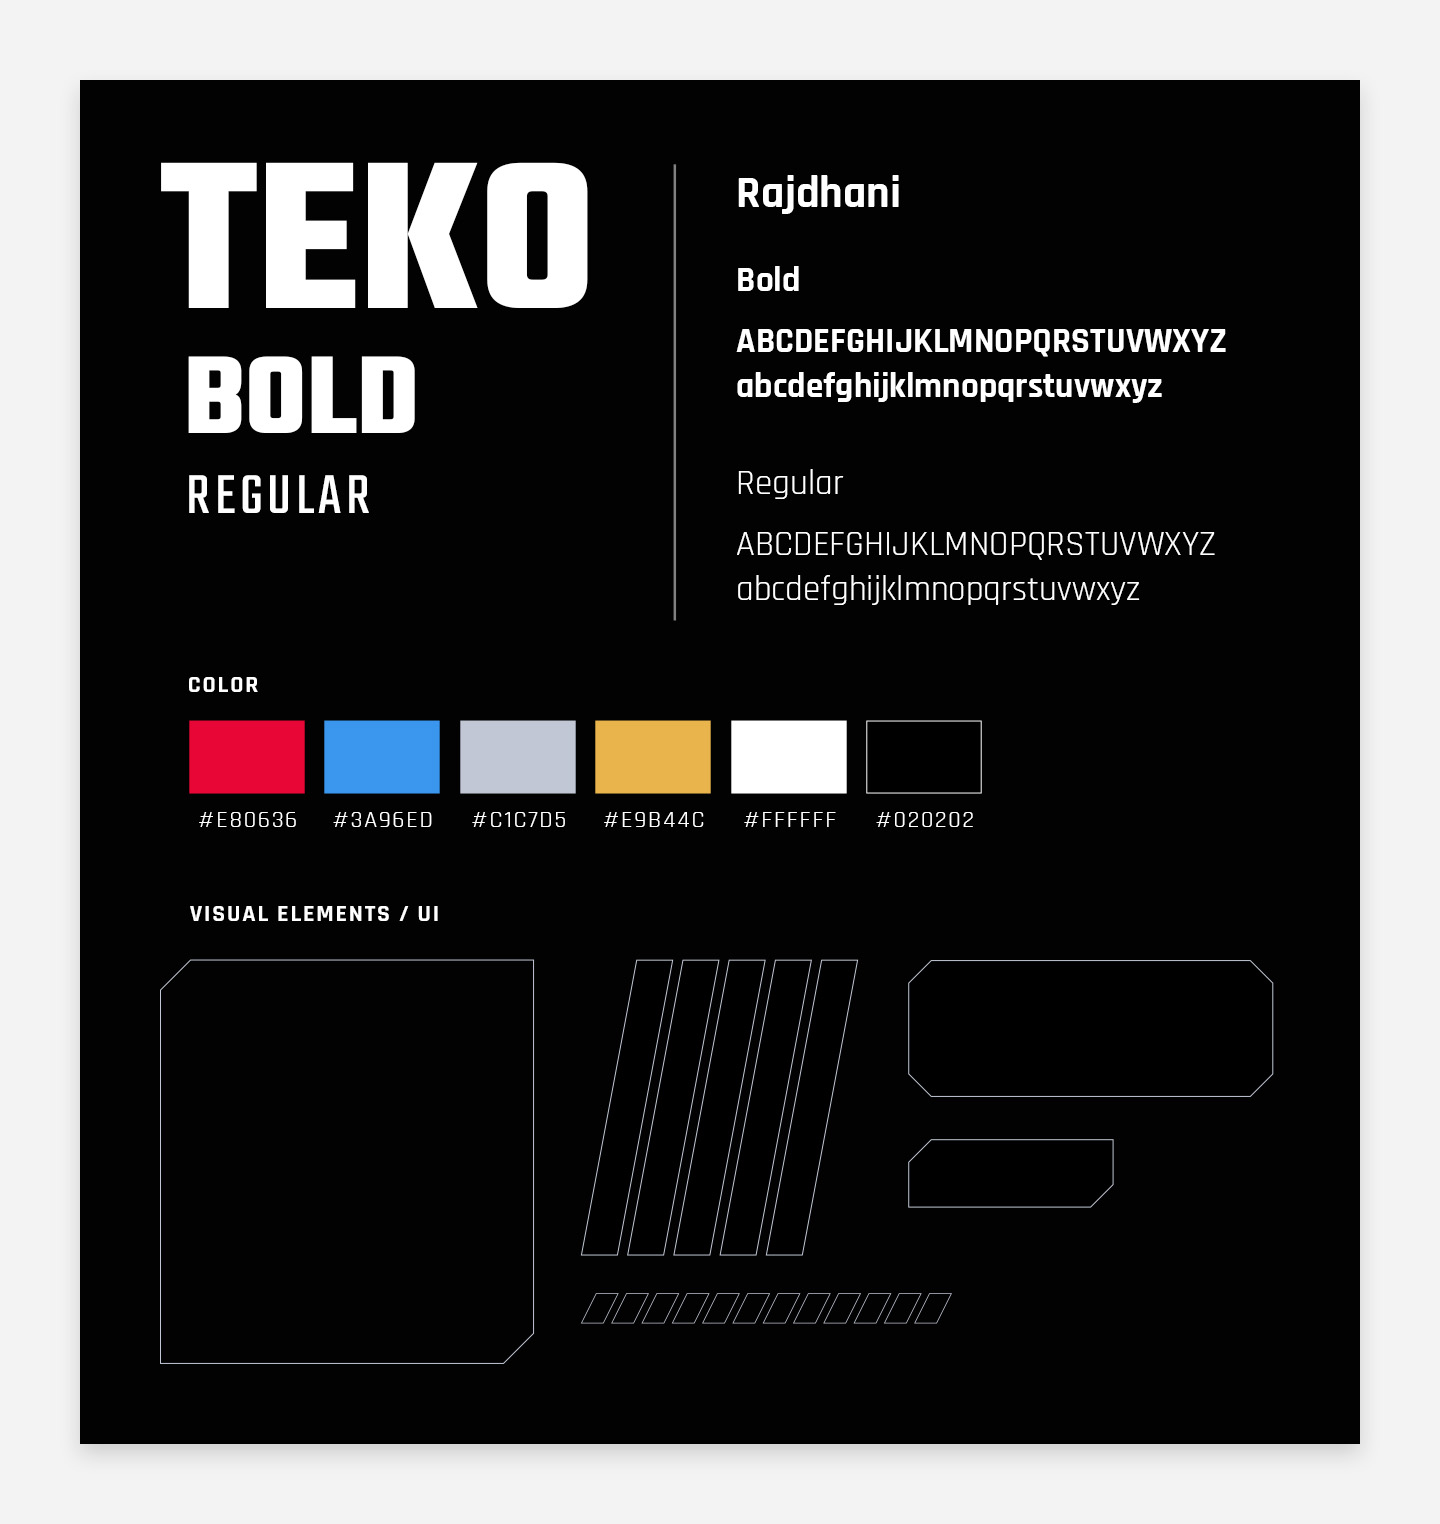 TEKO
BOLD
REGULAR
Rajdhani
Bold
ABCDEFGHIJKLMNOPQRSTUVWXYZ
abcdefghijklmnopqrstuvwxyz
Regular
ABCDEFGHIJKLMNOPQRSTUVWXYZ
abcdefghijklmnopqrstuvwxyz
COLOR
#E80636 #3A96ED #C1C7D5 #E9B44C #FFFFFF #020202
VISUAL ELEMENTS / UI